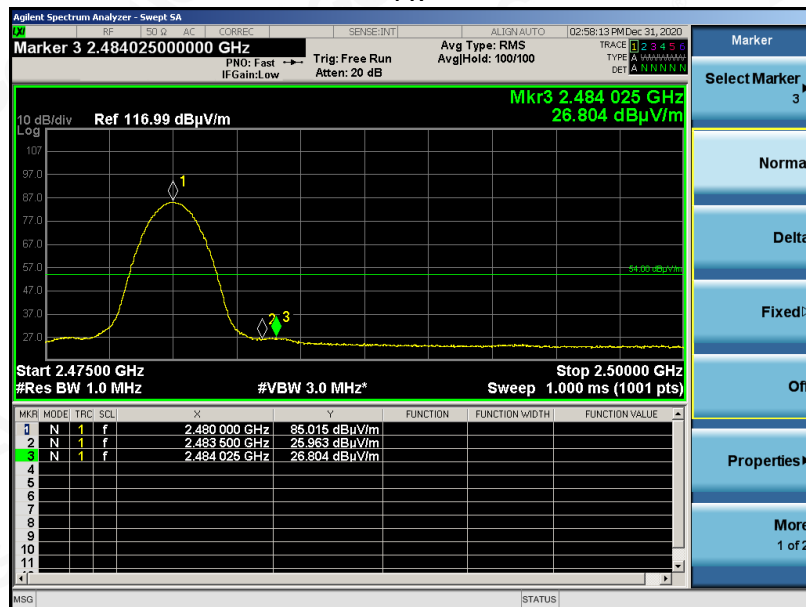 Agilent Spectrum Analyzer - Swept SA
LXI RF 50 Ω AC CORREC SENSE:INT ALIGN AUTO 02:58:13 PM Dec 31, 2020
Marker 3 2.484025000000 GHz
PNO: Fast
IFGain:Low
Trig: Free Run
Atten: 20 dB
Avg Type: RMS
Avg|Hold: 100/100
TRACE 1 2 3 4 5 6
TYPE A WWWWW
DET A N N N N N
Mkr3 2.484 025 GHz
26.804 dBµV/m
10 dB/div Ref 116.99 dBµV/m
Log
107
97.0
87.0
77.0
67.0
57.0
47.0
37.0
27.0
1
2
3
54.00 dBµV/m
Start 2.47500 GHz Stop 2.50000 GHz
#Res BW 1.0 MHz #VBW 3.0 MHz* Sweep 1.000 ms (1001 pts)
MKR MODE TRC SCL X Y FUNCTION FUNCTION WIDTH FUNCTION VALUE
1 N 1 f 2.480 000 GHz 85.015 dBµV/m
2 N 1 f 2.483 500 GHz 25.963 dBµV/m
3 N 1 f 2.484 025 GHz 26.804 dBµV/m
4
5
6
7
8
9
10
11
MSG STATUS
Marker
Select Marker
3
Norma
Delta
Fixed
Off
Properties
More
1 of 2